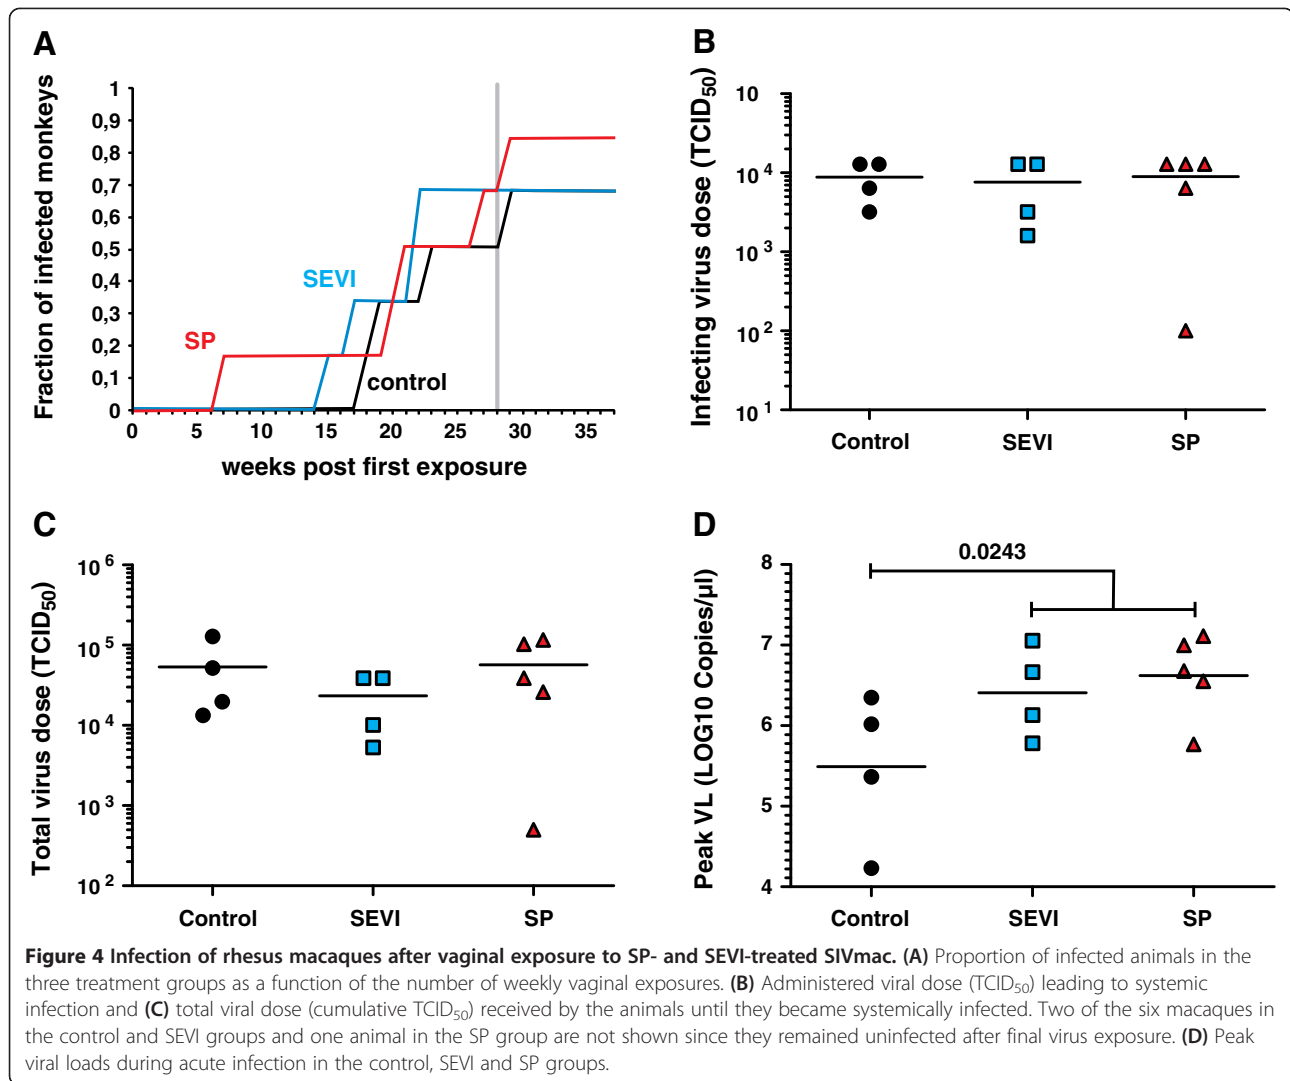 A
Fraction of infected monkeys
1
0,9
0,8
0,7
0,6
0,5
0,4
0,3
0,2
0,1
0
SEVI
SP
control
0 5 10 15 20 25 30 35
weeks post first exposure
B
Infecting virus dose (TCID50)
10
10 4
10 3
10 2
10 1
Control SEVI SP
C
Total virus dose (TCID50)
10 6
10 5
10 4
10 3
10 2
Control SEVI SP
D
Peak VL (LOG10 Copies/µl)
0.0243
8
7
6
5
4
Control SEVI SP
Figure 4 Infection of rhesus macaques after vaginal exposure to SP- and SEVI-treated SIVmac. (A) Proportion of infected animals in the
three treatment groups as a function of the number of weekly vaginal exposures. (B) Administered viral dose (TCID50) leading to systemic
infection and (C) total viral dose (cumulative TCID50) received by the animals until they became systemically infected. Two of the six macaques in
the control and SEVI groups and one animal in the SP group are not shown since they remained uninfected after final virus exposure. (D) Peak
viral loads during acute infection in the control, SEVI and SP groups.